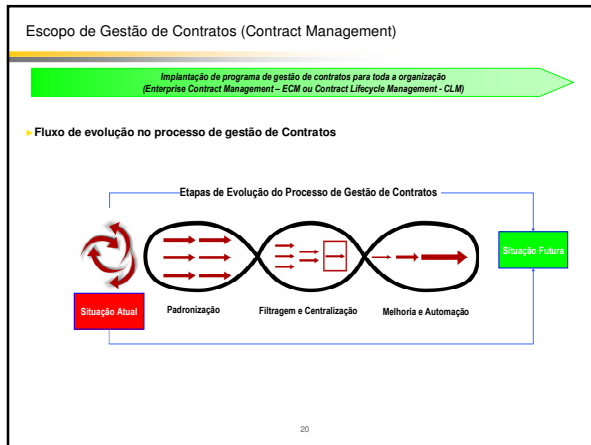 Escopo de Gestão de Contratos (Contract Management)
Implantação de programa de gestão de contratos para toda a organização
(Enterprise Contract Management – ECM ou Contract Lifecycle Management - CLM)
Fluxo de evolução no processo de gestão de Contratos
Etapas de Evolução do Processo de Gestão de Contratos
Situação Futura
Situação Atual
Padronização
Filtragem e Centralização
Melhoria e Automação
20